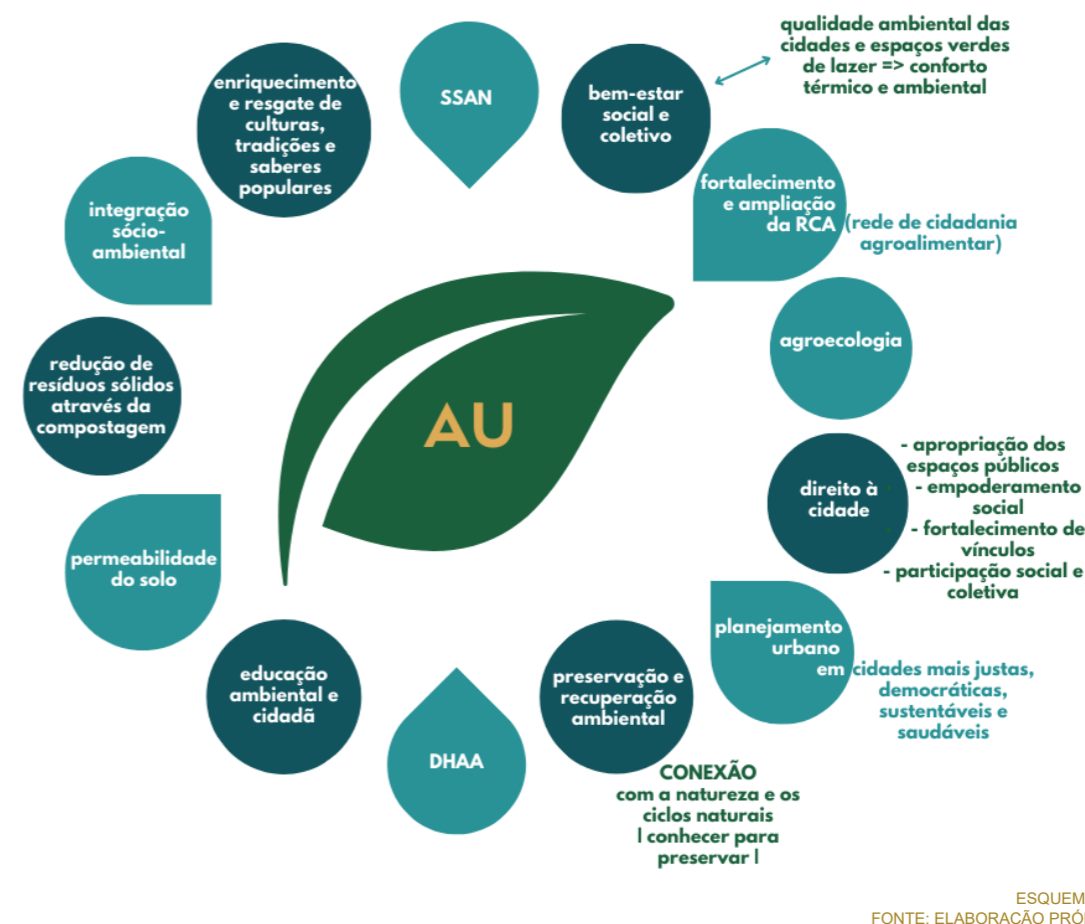 SSAN
bem-estar
social e
coletivo
qualidade ambiental das
cidades e espaços verdes
de lazer => conforto
térmico e ambiental
fortalecimento
e ampliação
da RCA
(rede de cidadania
agroalimentar)
agroecologia
direito à
cidade
- apropriação dos
espaços públicos
- empoderamento
social
- fortalecimento de
vínculos
- participação social e
coletiva
planejamento
urbano
em cidades mais justas,
democráticas,
sustentáveis e
saudáveis
preservação e
recuperação
ambiental
CONEXÃO
com a natureza e os
ciclos naturais
| conhecer para
preservar |
DHAA
educação
ambiental e
cidadã
permeabilidade
do solo
redução de
resíduos sólidos
através da
compostagem
integração
sócio-
ambiental
enriquecimento
e resgate de
culturas,
tradições e
saberes
populares
AU
ESQUEM
FONTE: ELABORAÇÃO PRÓ